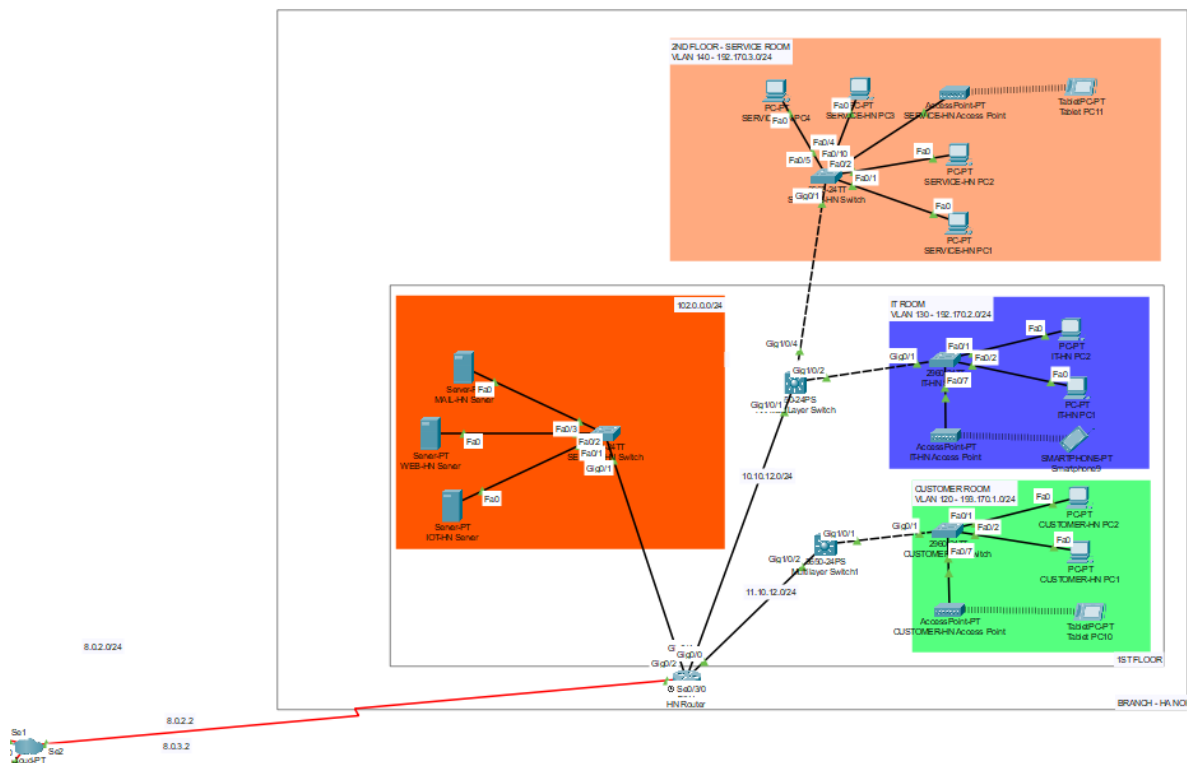 2ND FLOOR - SERVICE ROOM
VLAN 140 - 192.170.3.0/24
SERVICE-HN PC3
Fa0
Fa0
AccessPoint-PT
SERVICE-HN Access Point
TabletPC-PT
Tablet PC11
Fa0/4
Fa0/10
Fa0/5
Fa0/2
Fa0/1
Gig0/1
Fa0
PC-PT
SERVICE-HN PC2
Fa0
PC-PT
SERVICE-HN PC1
102.0.0.0/24
Server-PT
MAIL-HN Server
Fa0
Server-PT
WEB-HN Server
Fa0
Server-PT
IOT-HN Server
Fa0
Fa0/3
Fa0/2
Fa0/1
Gig0/1
Switch
Gig1/0/4
Gig1/0/2
Gig1/0/1
10.10.12.0/24
IT ROOM
VLAN 130 - 192.170.2.0/24
Gig0/1
Fa0/1
Fa0/2
Fa0/7
Fa0
PC-PT
IT-HN PC2
Fa0
PC-PT
IT-HN PC1
AccessPoint-PT
IT-HN Access Point
SMARTPHONE-PT
Smartphone9
CUSTOMER ROOM
VLAN 120 - 193.170.1.0/24
Gig1/0/1
Gig1/0/2
Multilayer Switch1
11.10.12.0/24
Gig0/1
Fa0/1
Fa0/2
Fa0/7
Fa0
PC-PT
CUSTOMER-HN PC2
Fa0
PC-PT
CUSTOMER-HN PC1
AccessPoint-PT
CUSTOMER-HN Access Point
TabletPC-PT
Tablet PC10
1ST FLOOR
Gig0/0
Gig0/2
Se0/3/0
HN Router
BRANCH - HANOI
8.0.2.0/24
8.0.2.2
8.0.3.2
Se1
Se2